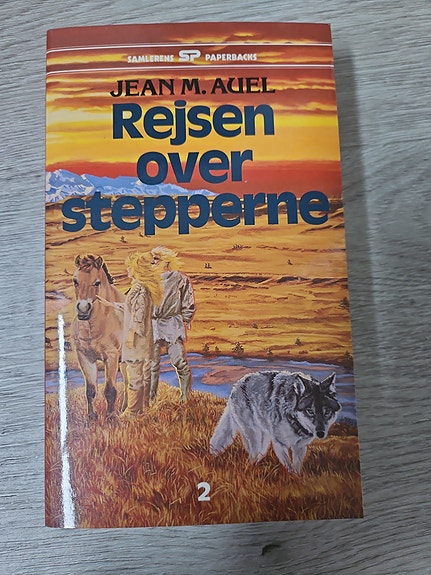 SAMLERENS SP PAPERBACKS
JEAN M. AUEL
Rejsen
over
stepperne
2